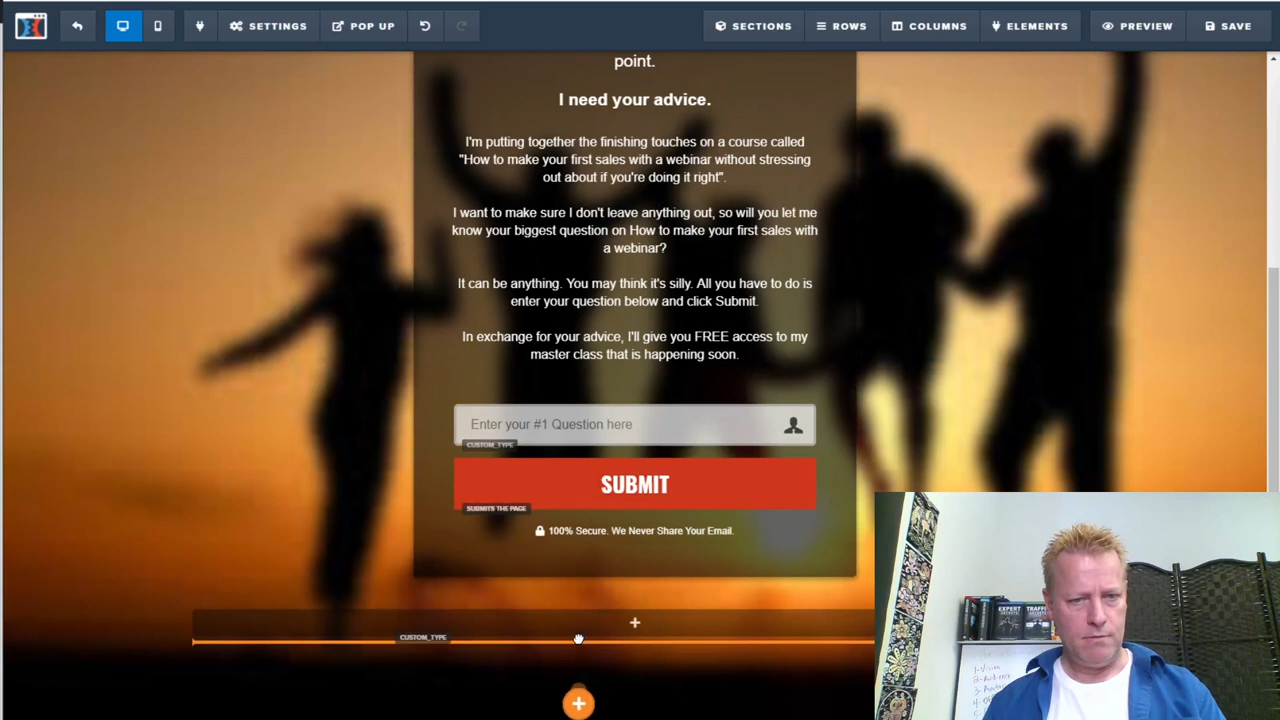 SETTINGS
POP UP
SECTIONS
ROWS
COLUMNS
ELEMENTS
PREVIEW
SAVE
point.
I need your advice.
I'm putting together the finishing touches on a course called
"How to make your first sales with a webinar without stressing
out about if you're doing it right".
I want to make sure I don't leave anything out, so will you let me
know your biggest question on How to make your first sales with
a webinar?
It can be anything. You may think it's silly. All you have to do is
enter your question below and click Submit.
In exchange for your advice, I'll give you FREE access to my
master class that is happening soon.
Enter your #1 Question here
CUSTOM_TYPE
SUBMIT
SUBMITS THE PAGE
100% Secure. We Never Share Your Email.
CUSTOM_TYPE
EXPERT
SECRETS
TRAFFIC
SECRETS